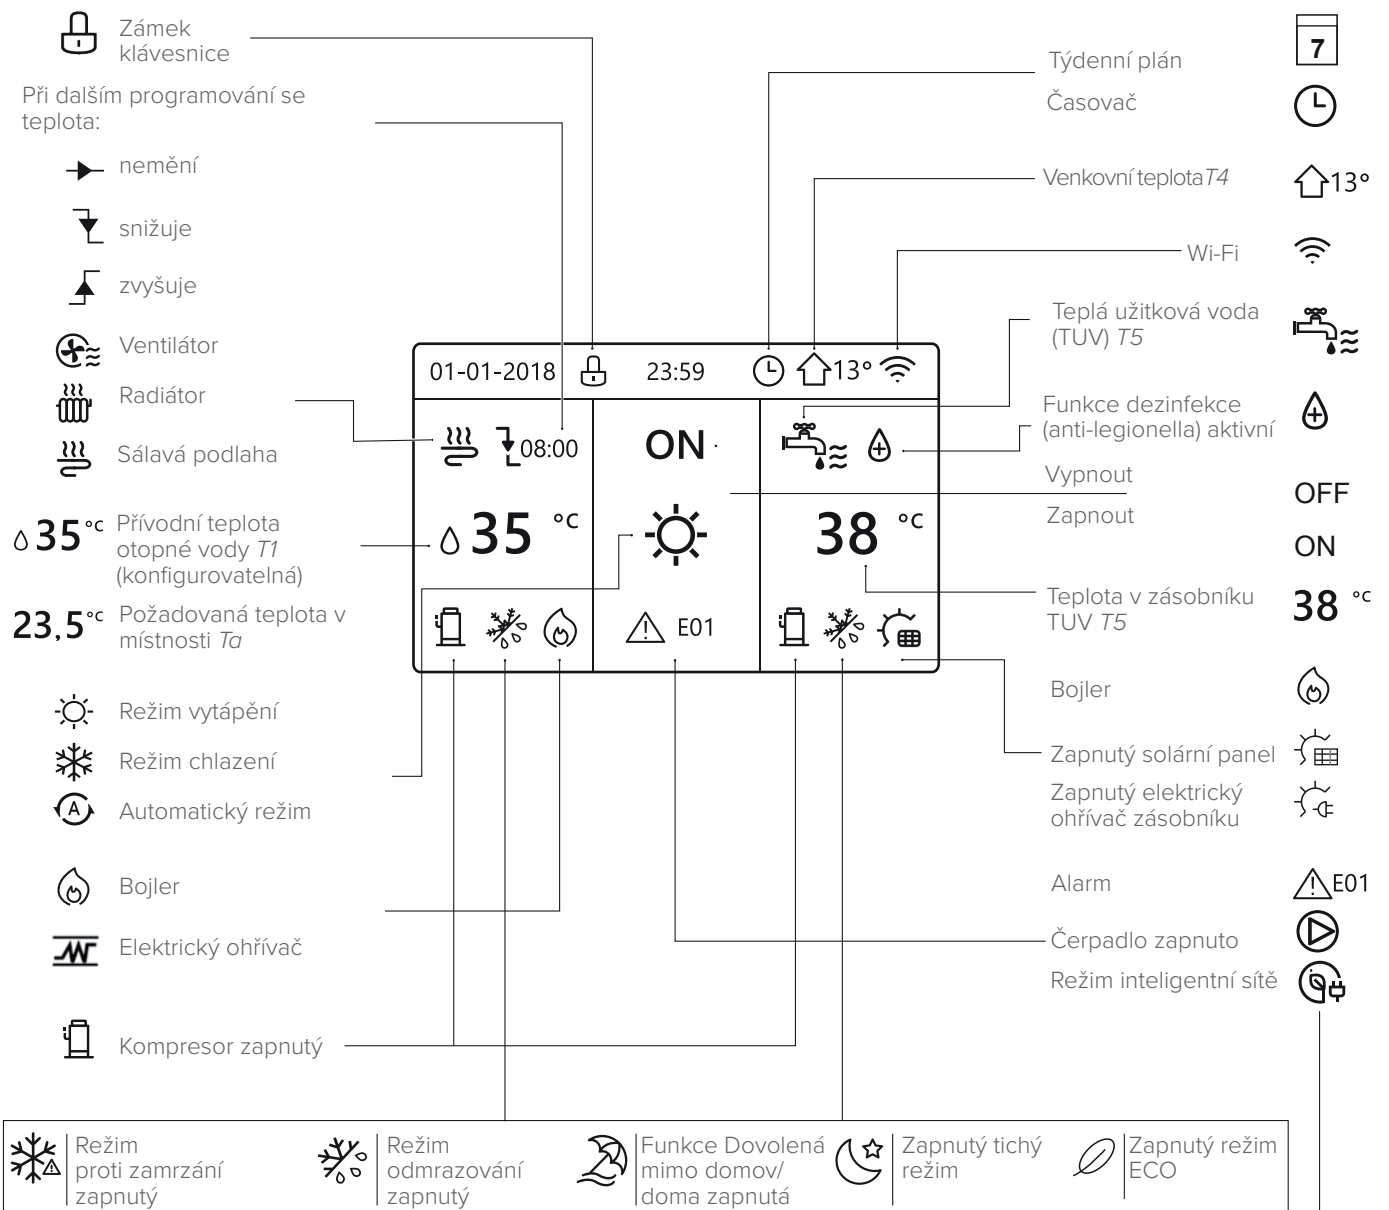 Zámek
klávesnice
Při dalším programování se
teplota:
nemění
snižuje
zvyšuje
Ventilátor
Radiátor
Sálavá podlaha
35 °C
Přívodní teplota
otopné vody T1
(konfigurovatelná)
23,5 °C
Požadovaná teplota v
místnosti Ta
Režim vytápění
Režim chlazení
A
Automatický režim
Bojler
Elektrický ohřívač
Kompresor zapnutý
01-01-2018
23:59
13°
08:00
ON
35 °C
38 °C
E01
Týdenní plán
7
Časovač
Venkovní teplota T4
13°
Wi-Fi
Teplá užitková voda
(TUV) T5
Funkce dezinfekce
(anti-legionella) aktivní
Vypnout
OFF
Zapnout
ON
Teplota v zásobníku
TUV T5
38 °C
Bojler
Zapnutý solární panel
Zapnutý elektrický
ohřívač zásobníku
Alarm
E01
Čerpadlo zapnuto
Režim inteligentní sítě
Režim
proti zamrzání
zapnutý
Režim
odmrazování
zapnutý
Funkce Dovolená
mimo domov/
doma zapnutá
Zapnutý tichý
režim
Zapnutý režim
ECO